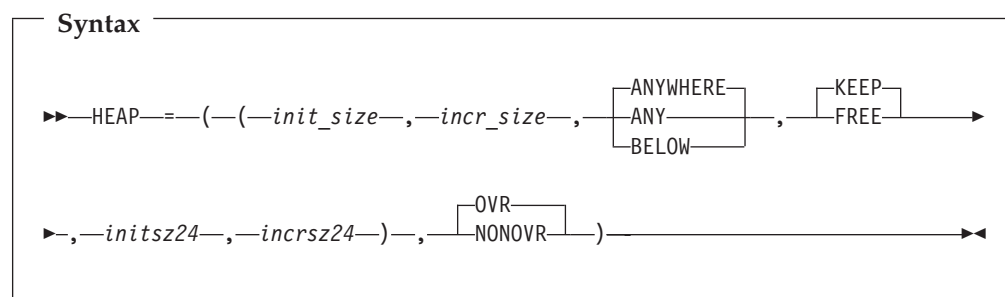 Syntax
ANYWHERE KEEP
HEAP = ( ( init_size , incr_size , ANY , FREE
BELOW
OVR
, initsz24 , incrsz24 ) , NONOVR )